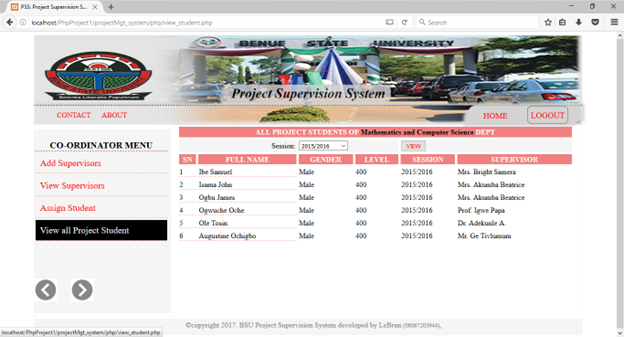 PSS: Project Supervision S...
localhost/PhpProject1/projectMgt_system/php/view_student.php
Search
BENUE STATE UNIVERSITY
Project Supervision System
CONTACT ABOUT HOME LOGOUT
CO-ORDINATOR MENU
Add Supervisors
View Supervisors
Assign Student
View all Project Student
ALL PROJECT STUDENTS OF Mathematics and Computer Science DEPT
Session: 2015/2016 VIEW
SN FULL NAME GENDER LEVEL SESSION SUPERVISOR
1 Ibe Samuel Male 400 2015/2016 Mrs. Bright Samera
2 Isama John Male 400 2015/2016 Mrs. Akumba Beatrice
3 Ogbu James Male 400 2015/2016 Mrs. Akumba Beatrice
4 Ogwuche Oche Male 400 2015/2016 Prof. Igwe Papa
5 Ole Tosin Male 400 2015/2016 Dr. Adekunle A.
6 Augustine Ochigbo Male 400 2015/2016 Mr. Ge Tivlumum
localhost/PhpProject1/projectMgt_system/php/view_student.php
©copyright 2017. BSU Project Supervision System developed by LeBran (08067203944),